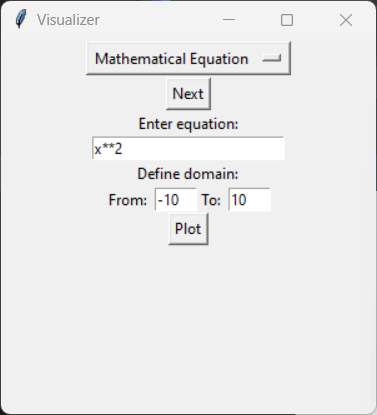 Visualizer
Mathematical Equation
Next
Enter equation:
x**2
Define domain:
From: -10 To: 10
Plot